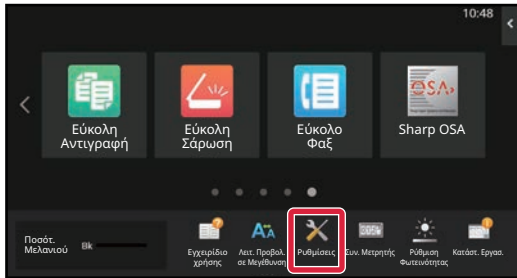 10:48
Εύκολη
Αντιγραφή
Εύκολη
Σάρωση
Εύκολο
Φαξ
Sharp OSA
OSA
Ποσότ.
Μελανιού
Bk
Εγχειρίδιο
χρήσης
Λειτ. Προβολ.
σε Μεγέθυνση
Ρυθμίσεις
Συν. Μετρητής
Ρύθμιση
Φωτεινότητας
Κατάστ. Εργασ.